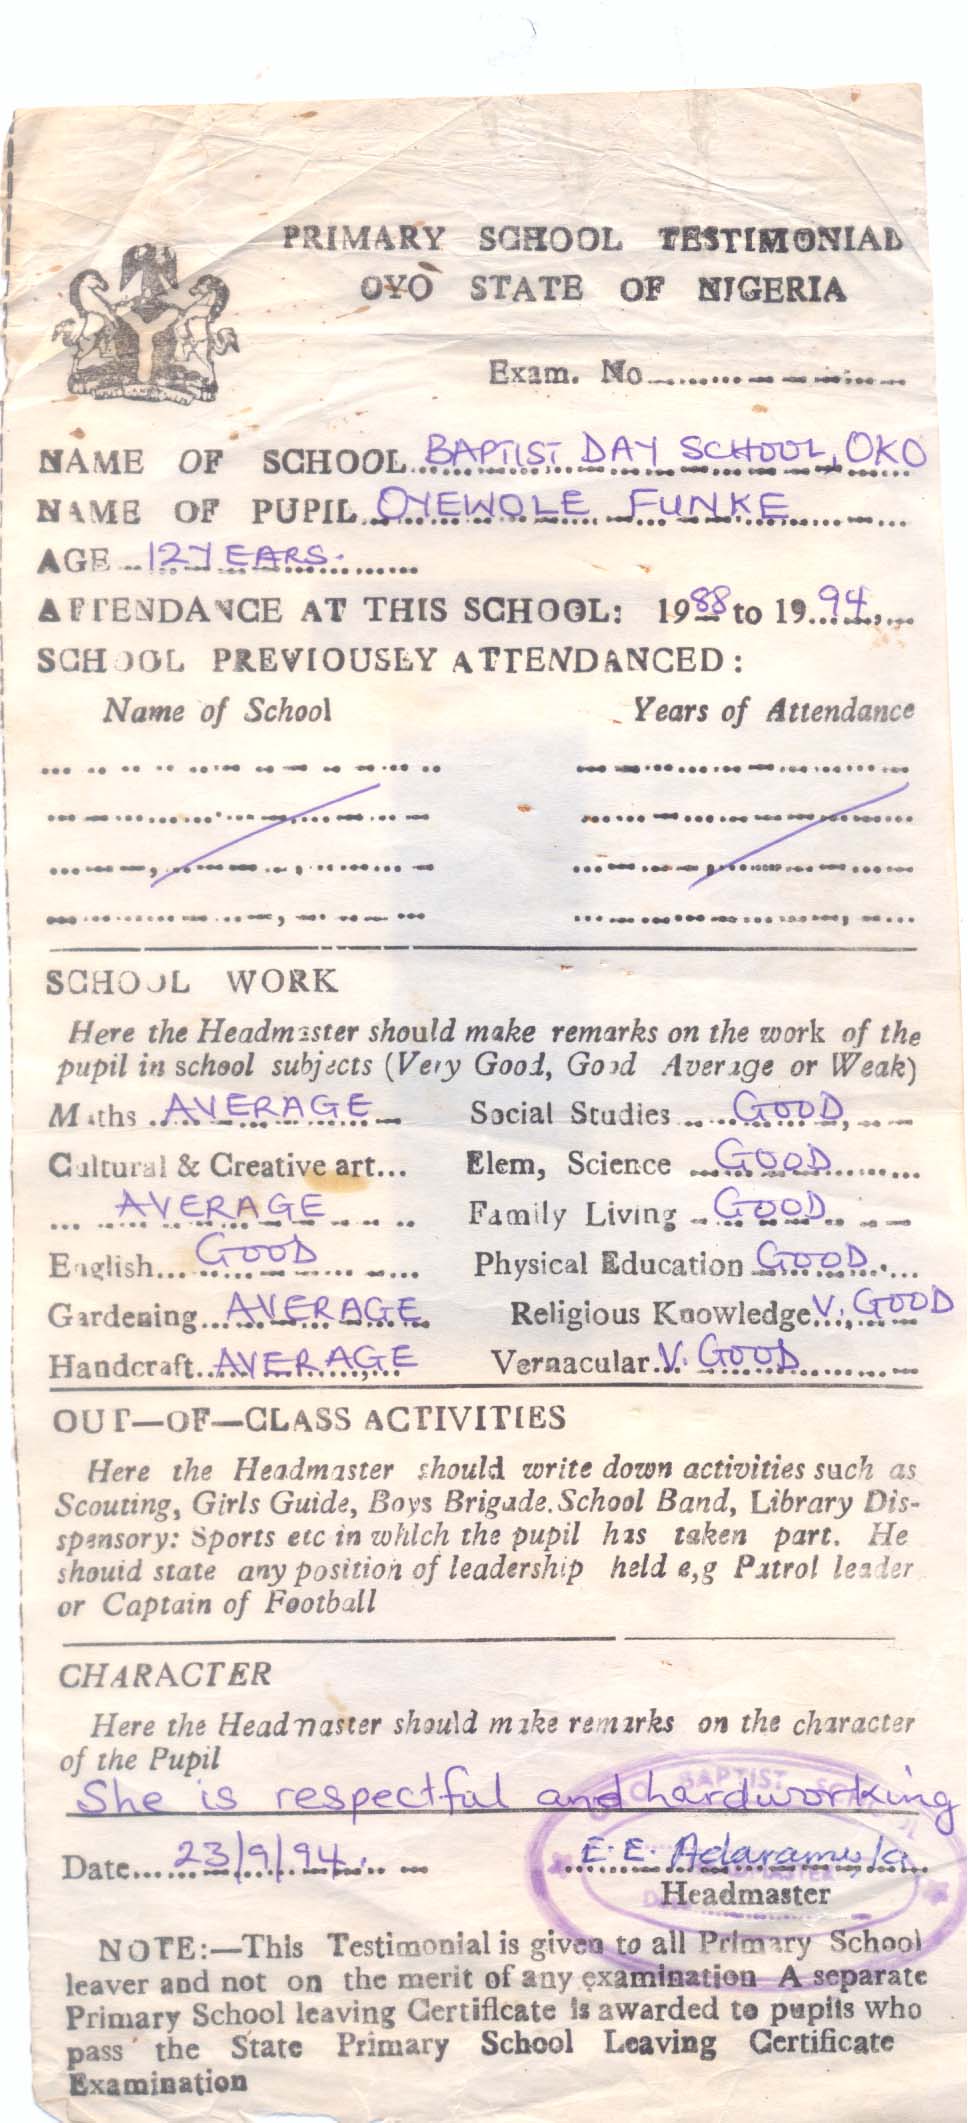 PRIMARY SCHOOL TESTIMONIAL
OYO STATE OF NIGERIA
Exam. No
NAME OF SCHOOL BAPTIST DAY SCHOOL, OKO
NAME OF PUPIL OYEWOLE FUNKE
AGE 12 YEARS.
ATTENDANCE AT THIS SCHOOL: 1988 to 1994
SCHOOL PREVIOUSLY ATTENDANCED:
Name of School Years of Attendance
SCHOOL WORK
Here the Headmaster should make remarks on the work of the
pupil in school subjects (Very Good, Good Average or Weak)
Maths AVERAGE Social Studies GOOD
Cultural & Creative art... Elem, Science GOOD
AVERAGE Family Living GOOD
English... GOOD Physical Education GOOD
Gardening... AVERAGE Religious Knowledge... V. GOOD
Handcraft... AVERAGE Vernacular V. GOOD
OUT—OF—CLASS ACTIVITIES
Here the Headmaster should write down activities such as
Scouting, Girls Guide, Boys Brigade. School Band, Library Dis-
spensory: Sports etc in which the pupil has taken part. He
should state any position of leadership held e,g Patrol leader
or Captain of Football
CHARACTER
Here the Headmaster should make remarks on the character
of the Pupil
She is respectful and hardworking
Date... 23/9/94. E. E. Adaramola
Headmaster
NOTE:—This Testimonial is given to all Primary School
leaver and not on the merit of any examination A separate
Primary School leaving Certificate is awarded to pupils who
pass the State Primary School Leaving Certificate
Examination